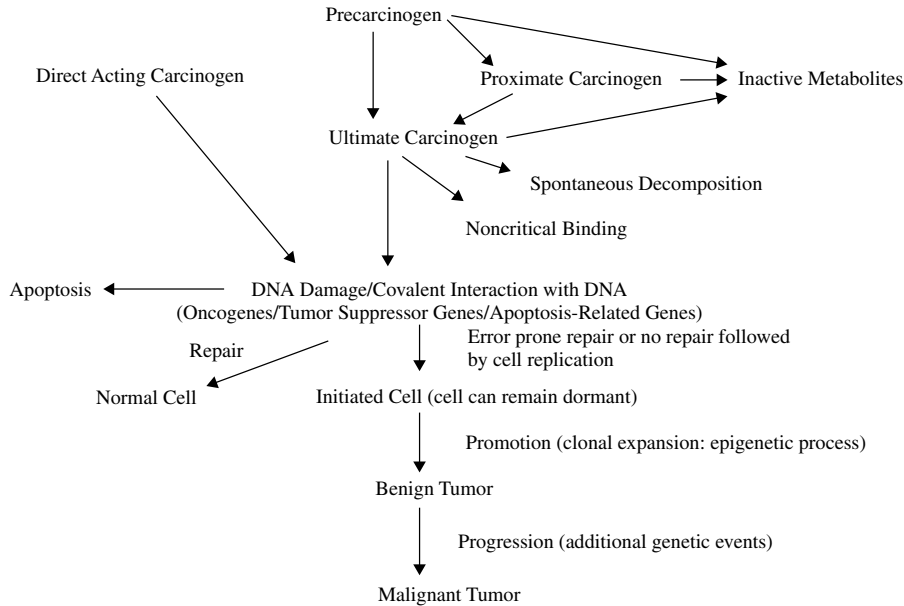 Precarcinogen
Direct Acting Carcinogen
Proximate Carcinogen
Inactive Metabolites
Ultimate Carcinogen
Spontaneous Decomposition
Noncritical Binding
Apoptosis
DNA Damage/Covalent Interaction with DNA
(Oncogenes/Tumor Suppressor Genes/Apoptosis-Related Genes)
Repair
Error prone repair or no repair followed
by cell replication
Normal Cell
Initiated Cell (cell can remain dormant)
Promotion (clonal expansion: epigenetic process)
Benign Tumor
Progression (additional genetic events)
Malignant Tumor